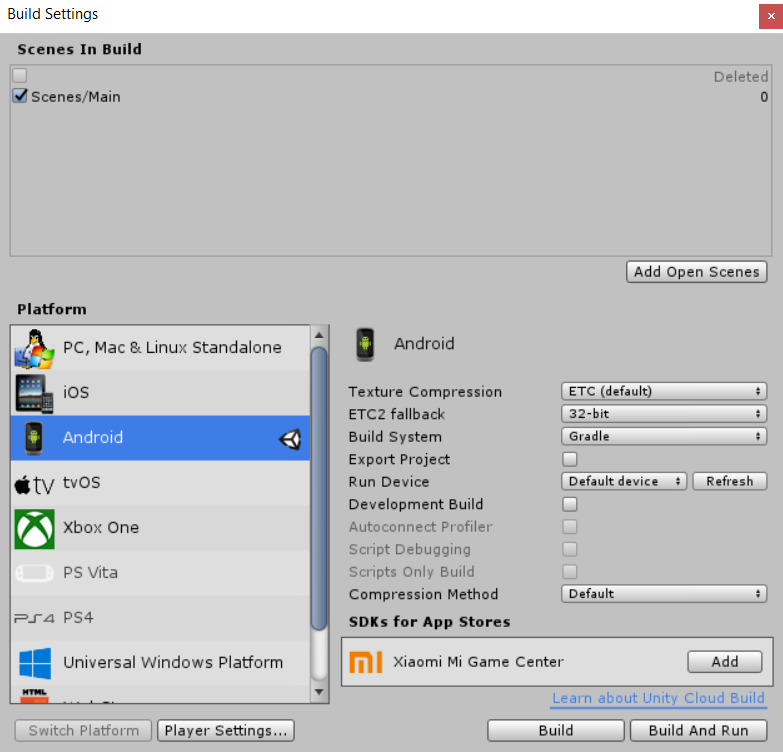 Build Settings
Scenes In Build
Deleted
Scenes/Main 0
Add Open Scenes
Platform
PC, Mac & Linux Standalone
iOS
Android
tv tvOS
Xbox One
PS Vita
PS4 PS4
Universal Windows Platform
HTML
Android
Texture Compression ETC (default)
ETC2 fallback 32-bit
Build System Gradle
Export Project
Run Device Default device Refresh
Development Build
Autoconnect Profiler
Script Debugging
Scripts Only Build
Compression Method Default
SDKs for App Stores
MI Xiaomi Mi Game Center Add
Learn about Unity Cloud Build
Switch Platform Player Settings... Build Build And Run